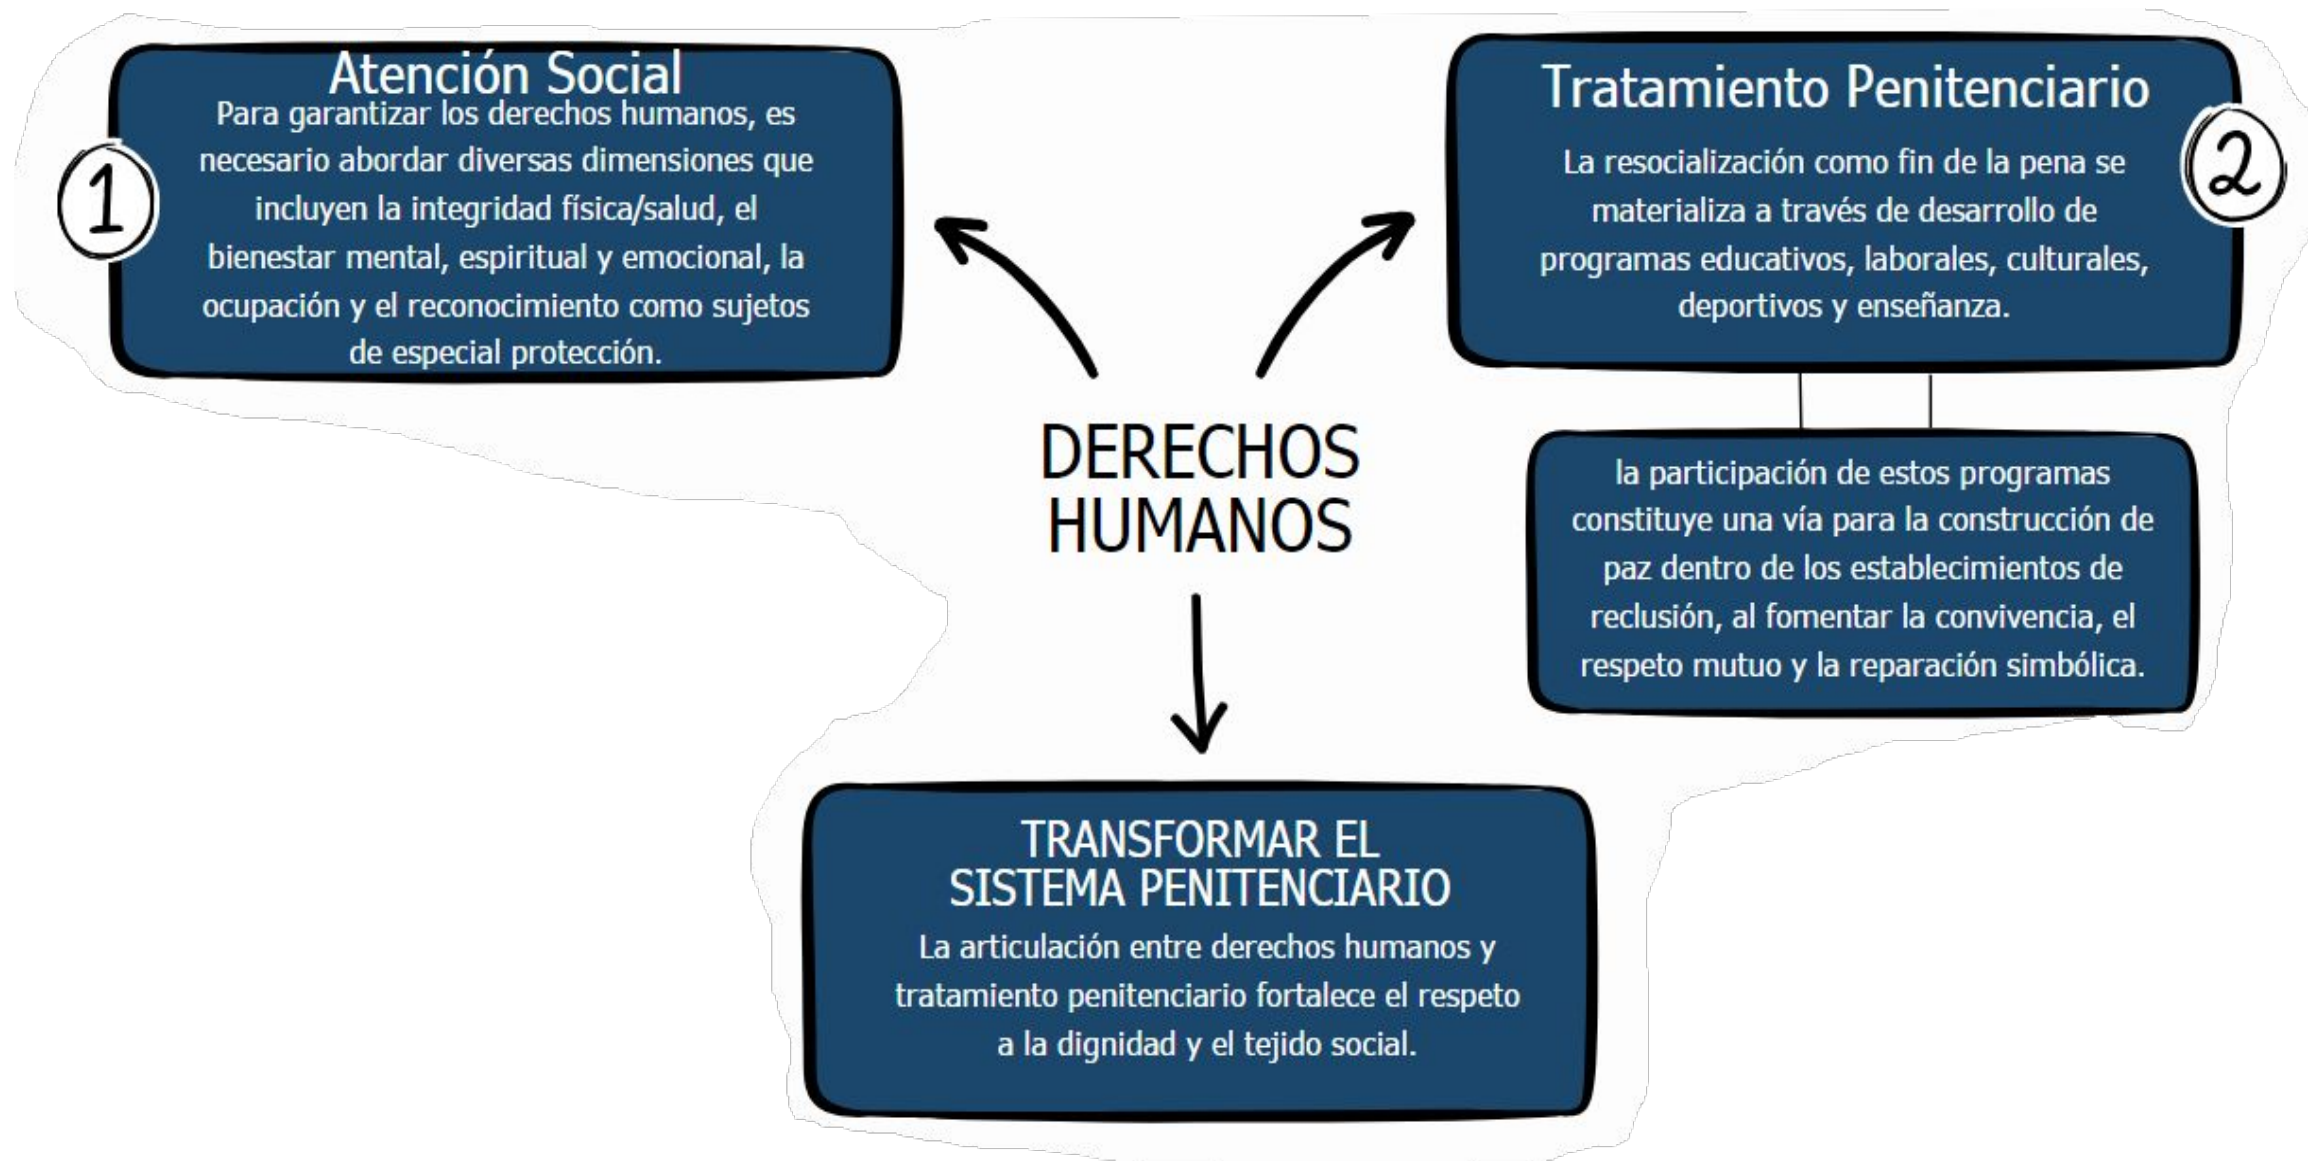 Atención Social
Para garantizar los derechos humanos, es
necesario abordar diversas dimensiones que
incluyen la integridad física/salud, el
bienestar mental, espiritual y emocional, la
ocupación y el reconocimiento como sujetos
de especial protección.
1
Tratamiento Penitenciario
La resocialización como fin de la pena se
materializa a través de desarrollo de
programas educativos, laborales, culturales,
deportivos y enseñanza.
2
la participación de estos programas
constituye una vía para la construcción de
paz dentro de los establecimientos de
reclusión, al fomentar la convivencia, el
respeto mutuo y la reparación simbólica.
DERECHOS
HUMANOS
TRANSFORMAR EL
SISTEMA PENITENCIARIO
La articulación entre derechos humanos y
tratamiento penitenciario fortalece el respeto
a la dignidad y el tejido social.